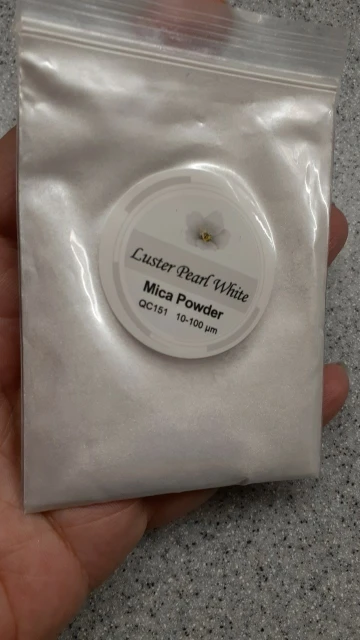 Luster Pearl White
Mica Powder
QC151 10-100 µm